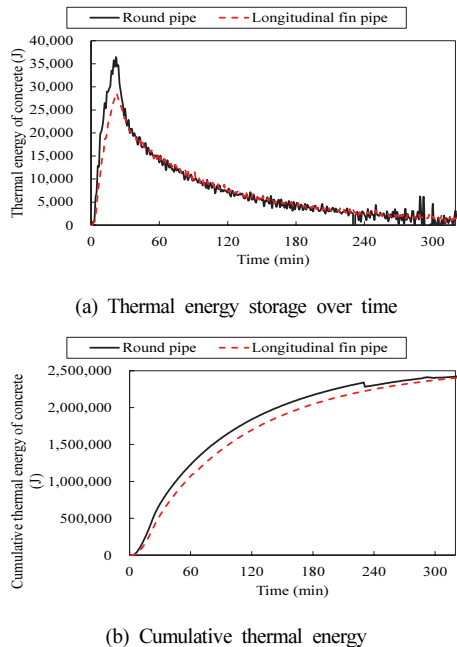 Round pipe Longitudinal fin pipe
Thermal energy of concrete (J)
40,000
35,000
30,000
25,000
20,000
15,000
10,000
5,000
0
0 60 120 180 240 300
Time (min)
(a) Thermal energy storage over time
Round pipe Longitudinal fin pipe
Cumulative thermal energy of concrete
(J)
2,500,000
2,000,000
1,500,000
1,000,000
500,000
0
0 60 120 180 240 300
Time (min)
(b) Cumulative thermal energy